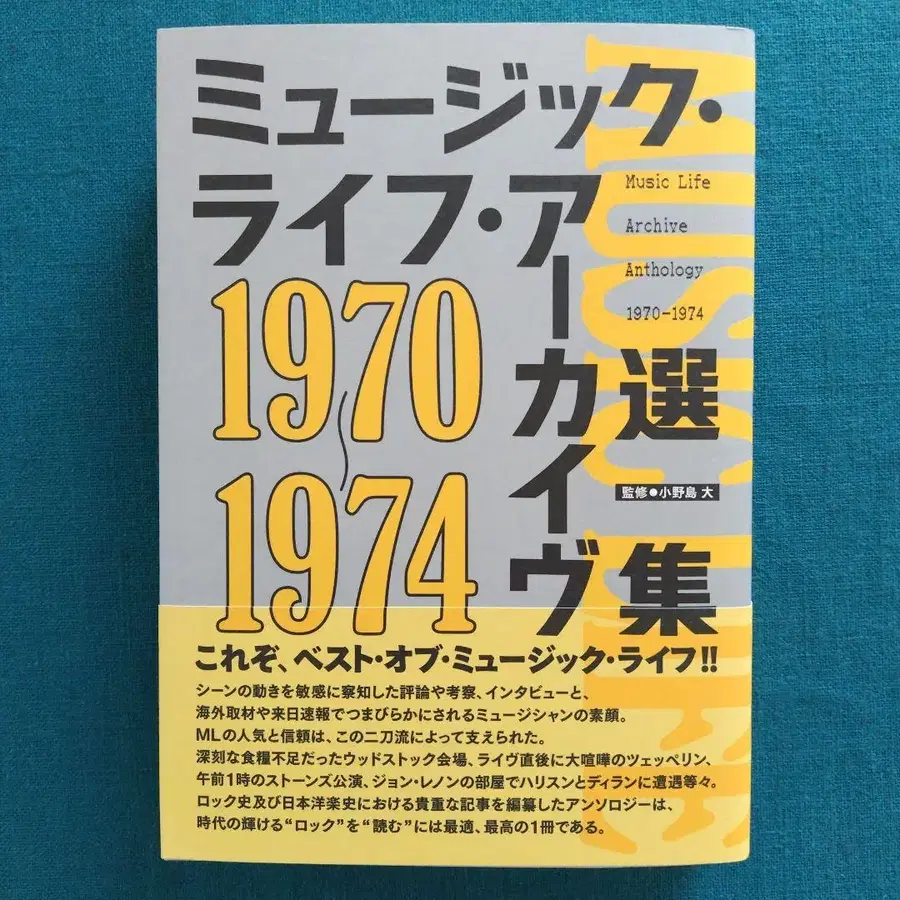 ミュージック・
ライフ・アーカイヴ
選集
1970
〜
1974
Music Life
Archive
Anthology
1970-1974
監修●小野島 大
MUSIC LIFE
これぞ、ベスト・オブ・ミュージック・ライフ!!
シーンの動きを敏感に察知した評論や考察、インタビューと、
海外取材や来日速報でつまびらかにされるミュージシャンの素顔。
MLの人気と信頼は、この二刀流によって支えられた。
深刻な食糧不足だったウッドストック会場、ライヴ直後に大喧嘩のツェッペリン、
午前1時のストーンズ公演、ジョン・レノンの部屋でハリスンとディランに遭遇等々。
ロック史及び日本洋楽史における貴重な記事を編纂したアンソロジーは、
時代の輝ける“ロック”を“読む”には最適、最高の1冊である。